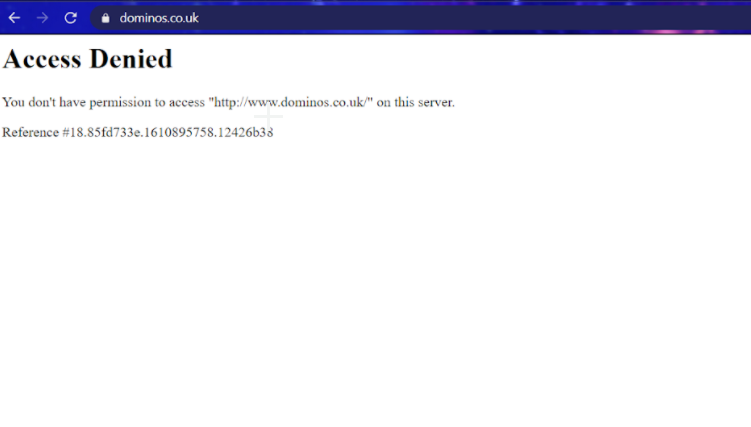 dominos.co.uk
Access Denied
You don't have permission to access "http://www.dominos.co.uk/" on this server.
Reference #18.85fd733e.1610895758.12426b38